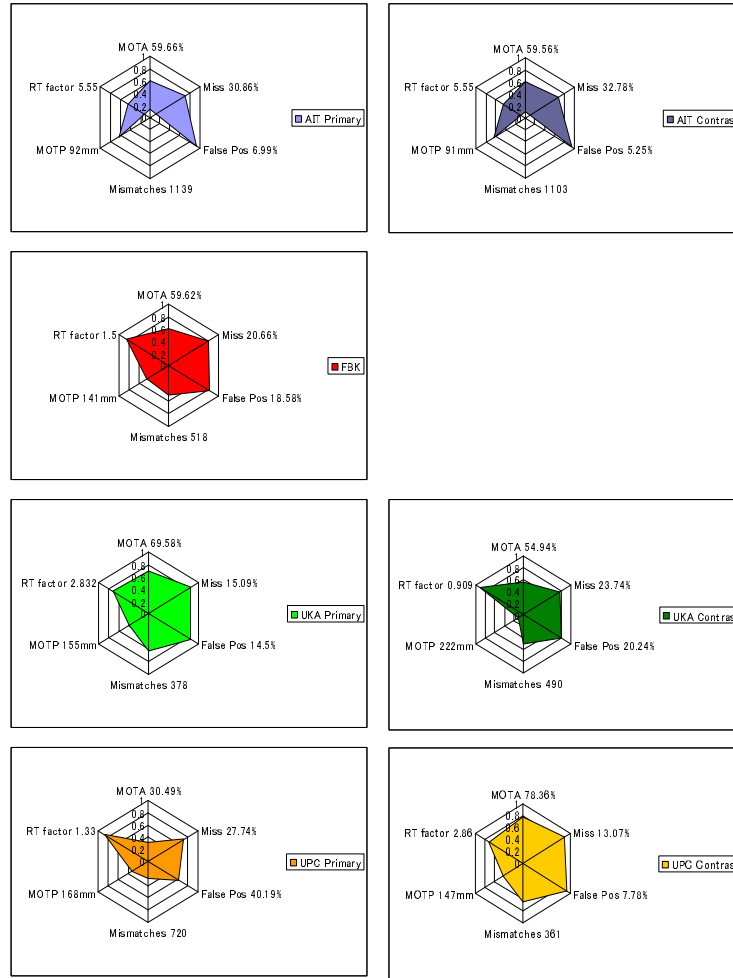 MOTA 59.66%
1
0.8
0.6
0.4
0.2
0
RT factor 5.55
Miss 30.86%
AIT Primary
MOTP 92mm
False Pos 6.99%
Mismatches 1139
MOTA 59.56%
1
0.8
0.6
0.4
0.2
0
RT factor 5.55
Miss 32.78%
AIT Contras
MOTP 91mm
False Pos 5.25%
Mismatches 1103
MOTA 59.62%
1
0.8
0.6
0.4
0.2
0
RT factor 1.5
Miss 20.66%
FBK
MOTP 141mm
False Pos 18.58%
Mismatches 518
MOTA 69.58%
1
0.8
0.6
0.4
0.2
0
RT factor 2.832
Miss 15.09%
UKA Primary
MOTP 155mm
False Pos 14.5%
Mismatches 378
MOTA 54.94%
1
0.8
0.6
0.4
0.2
0
RT factor 0.909
Miss 23.74%
UKA Contras
MOTP 222mm
False Pos 20.24%
Mismatches 490
MOTA 30.49%
1
0.8
0.6
0.4
0.2
0
RT factor 1.33
Miss 27.74%
UPC Primary
MOTP 168mm
False Pos 40.19%
Mismatches 720
MOTA 78.36%
1
0.8
0.6
0.4
0.2
0
RT factor 2.86
Miss 13.07%
UPC Contras
MOTP 147mm
False Pos 7.78%
Mismatches 361